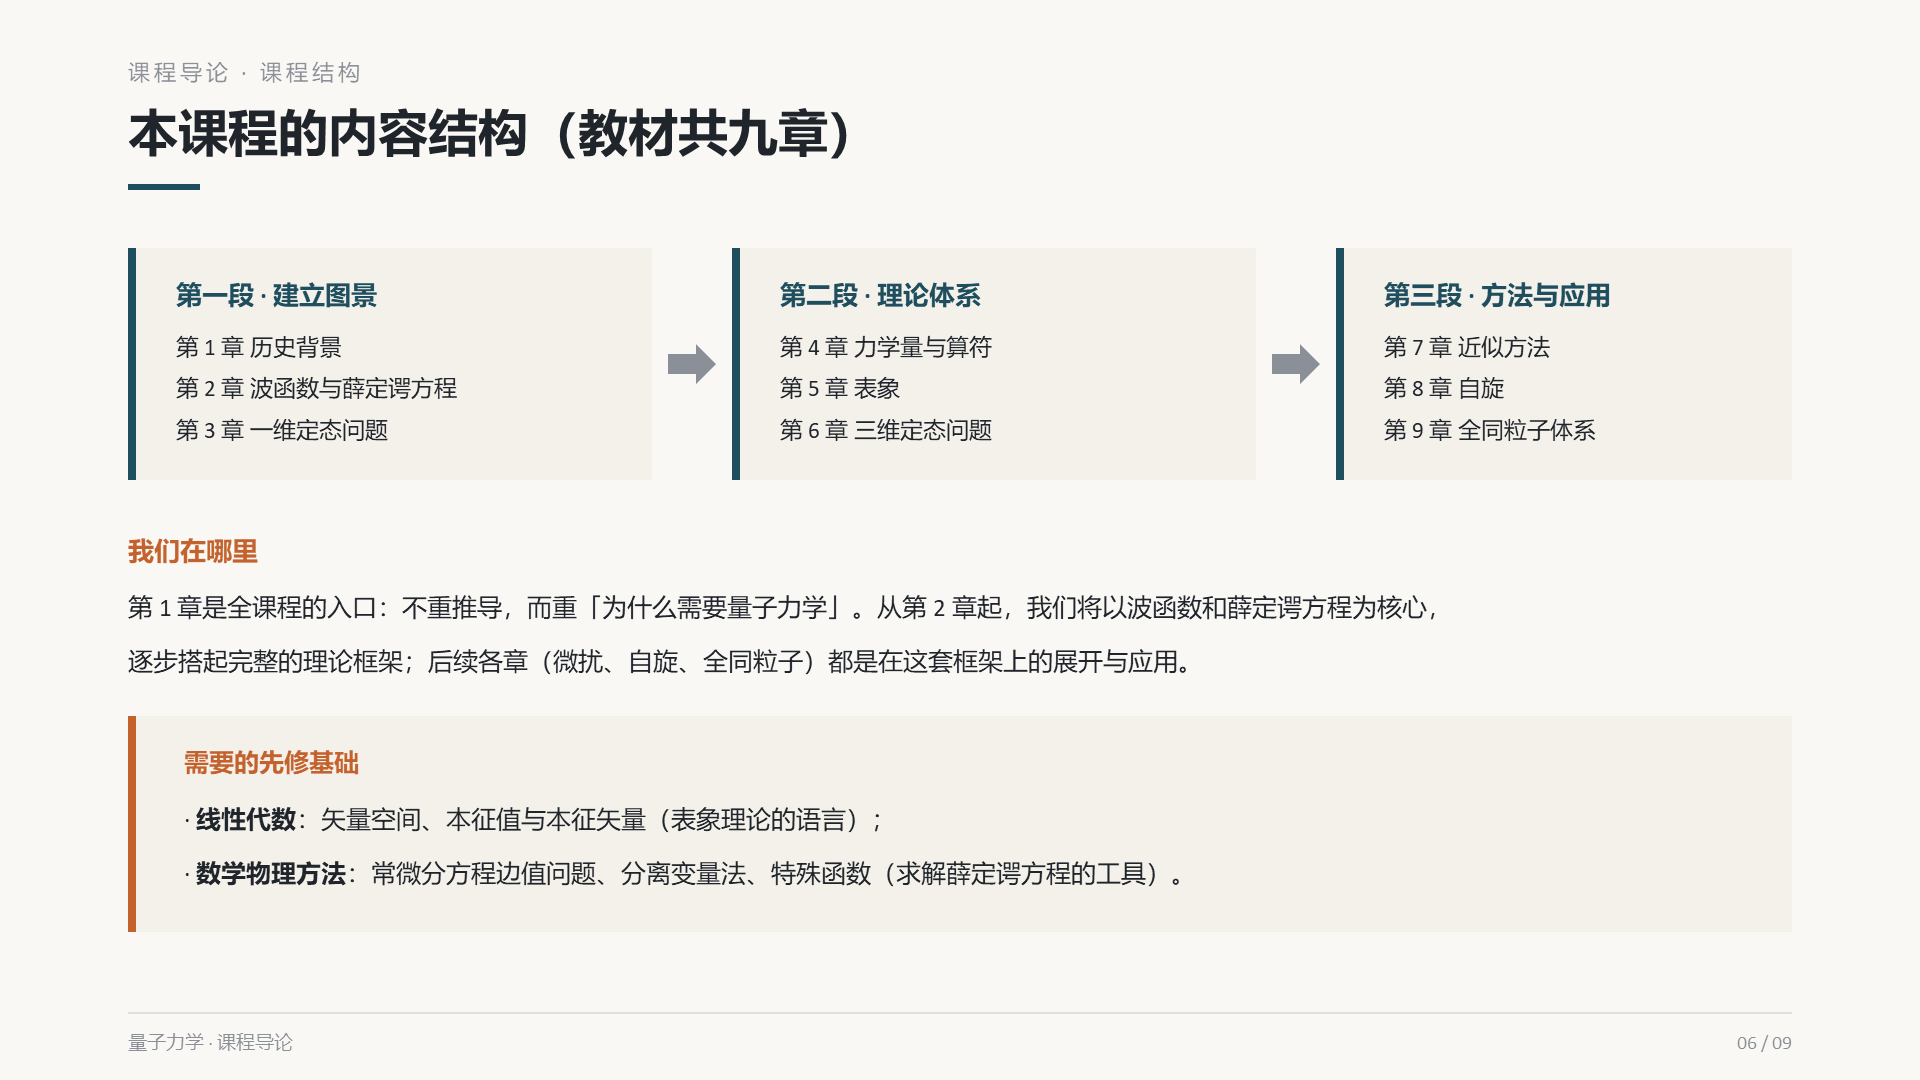 课程导论 · 课程结构
本课程的内容结构（教材共九章）
第一段 · 建立图景
第 1 章 历史背景
第 2 章 波函数与薛定谔方程
第 3 章 一维定态问题
第二段 · 理论体系
第 4 章 力学量与算符
第 5 章 表象
第 6 章 三维定态问题
第三段 · 方法与应用
第 7 章 近似方法
第 8 章 自旋
第 9 章 全同粒子体系
我们在哪里
第 1 章是全课程的入口：不重推导，而重「为什么需要量子力学」。从第 2 章起，我们将以波函数和薛定谔方程为核心，
逐步搭起完整的理论框架；后续各章（微扰、自旋、全同粒子）都是在这套框架上的展开与应用。
需要的先修基础
· 线性代数：矢量空间、本征值与本征矢量（表象理论的语言）；
· 数学物理方法：常微分方程边值问题、分离变量法、特殊函数（求解薛定谔方程的工具）。
量子力学 · 课程导论
06 / 09